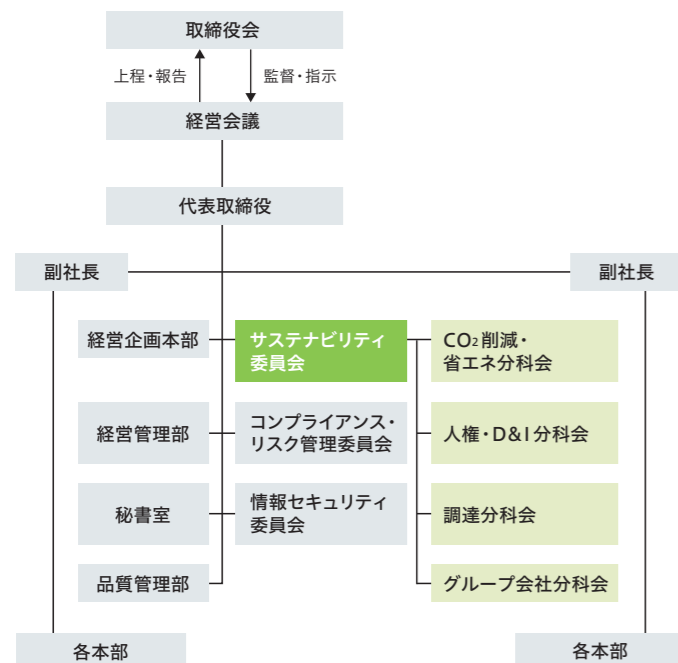 取締役会
上程・報告
監督・指示
経営会議
代表取締役
副社長
副社長
経営企画本部
サステナビリティ
委員会
CO2削減・
省エネ分科会
経営管理部
コンプライアンス・
リスク管理委員会
人権・D&I分科会
秘書室
情報セキュリティ
委員会
調達分科会
品質管理部
グループ会社分科会
各本部
各本部